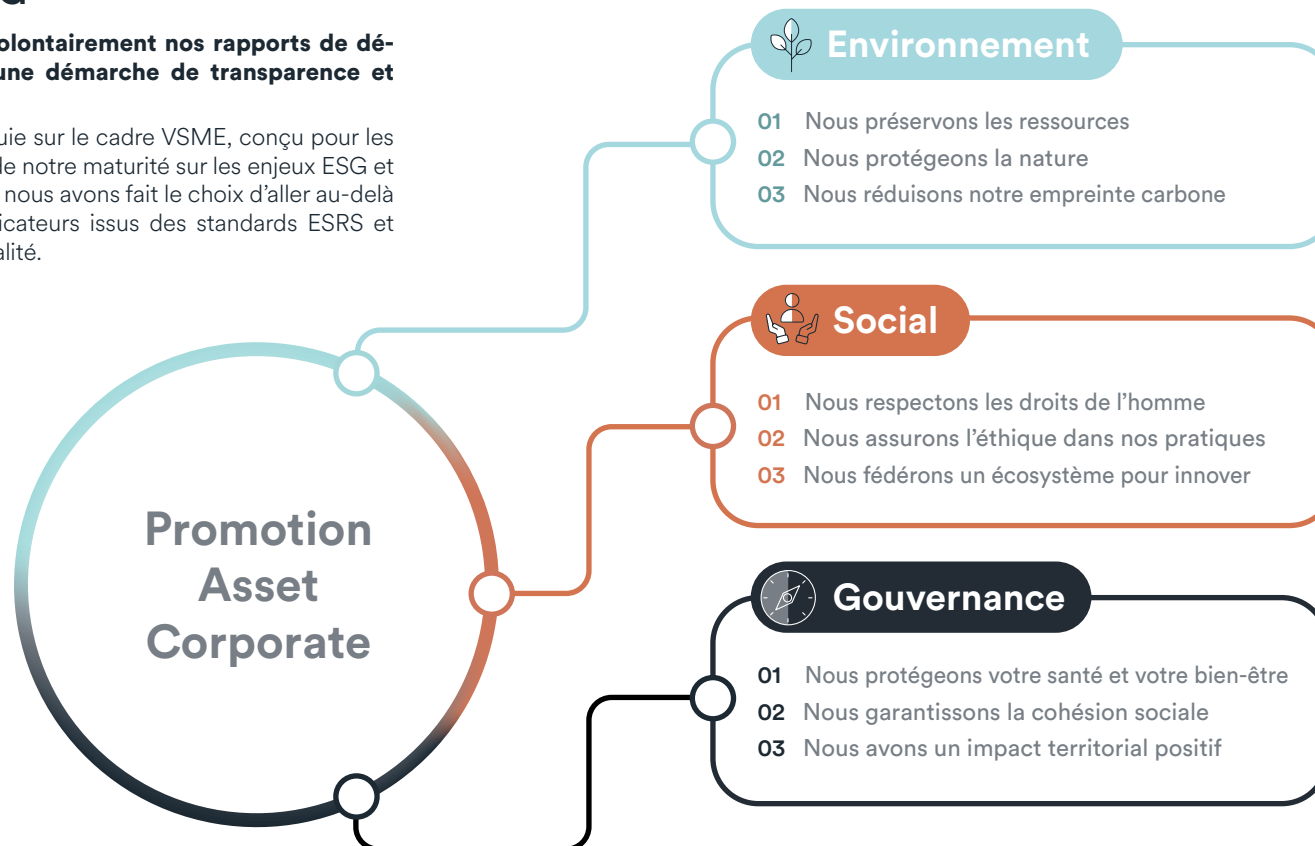 olontairement nos rapports de dé-
une démarche de transparence et
uie sur le cadre VSME, conçu pour les
de notre maturité sur les enjeux ESG et
nous avons fait le choix d'aller au-delà
icateurs issus des standards ESRS et
alité.
Promotion
Asset
Corporate
Environnement
01 Nous préservons les ressources
02 Nous protégeons la nature
03 Nous réduisons notre empreinte carbone
Social
01 Nous respectons les droits de l'homme
02 Nous assurons l'éthique dans nos pratiques
03 Nous fédérons un écosystème pour innover
Gouvernance
01 Nous protégeons votre santé et votre bien-être
02 Nous garantissons la cohésion sociale
03 Nous avons un impact territorial positif